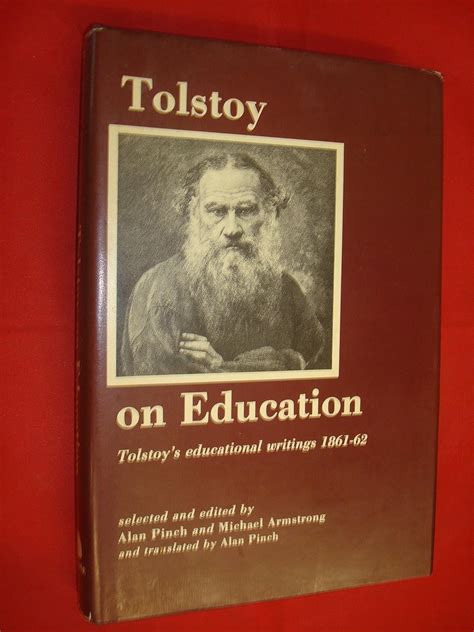 Tolstoy
on Education
Tolstoy's educational writings 1861-62
selected and edited by
Alan Pinch and Michael Armstrong
and translated by Alan Pinch